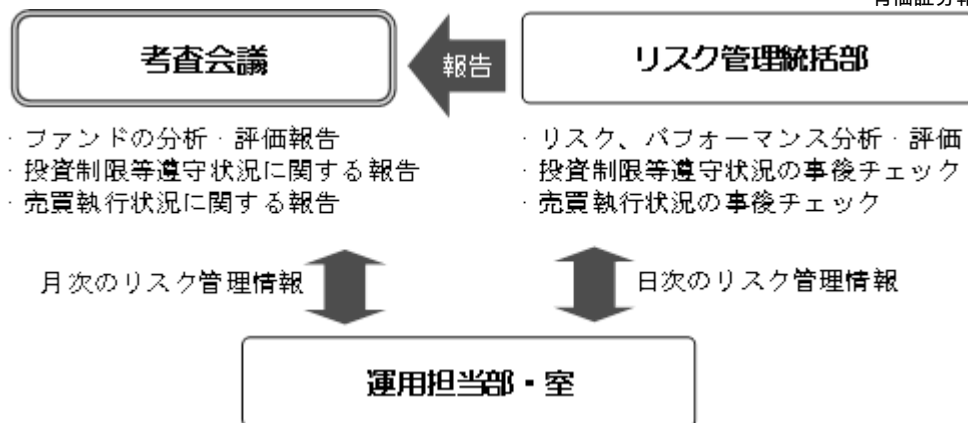 考査会議
報告
リスク管理統括部
・ファンドの分析・評価報告
・投資制限等遵守状況に関する報告
・売買執行状況に関する報告
・リスク、パフォーマンス分析・評価
・投資制限等遵守状況の事後チェック
・売買執行状況の事後チェック
月次のリスク管理情報
日次のリスク管理情報
運用担当部・室